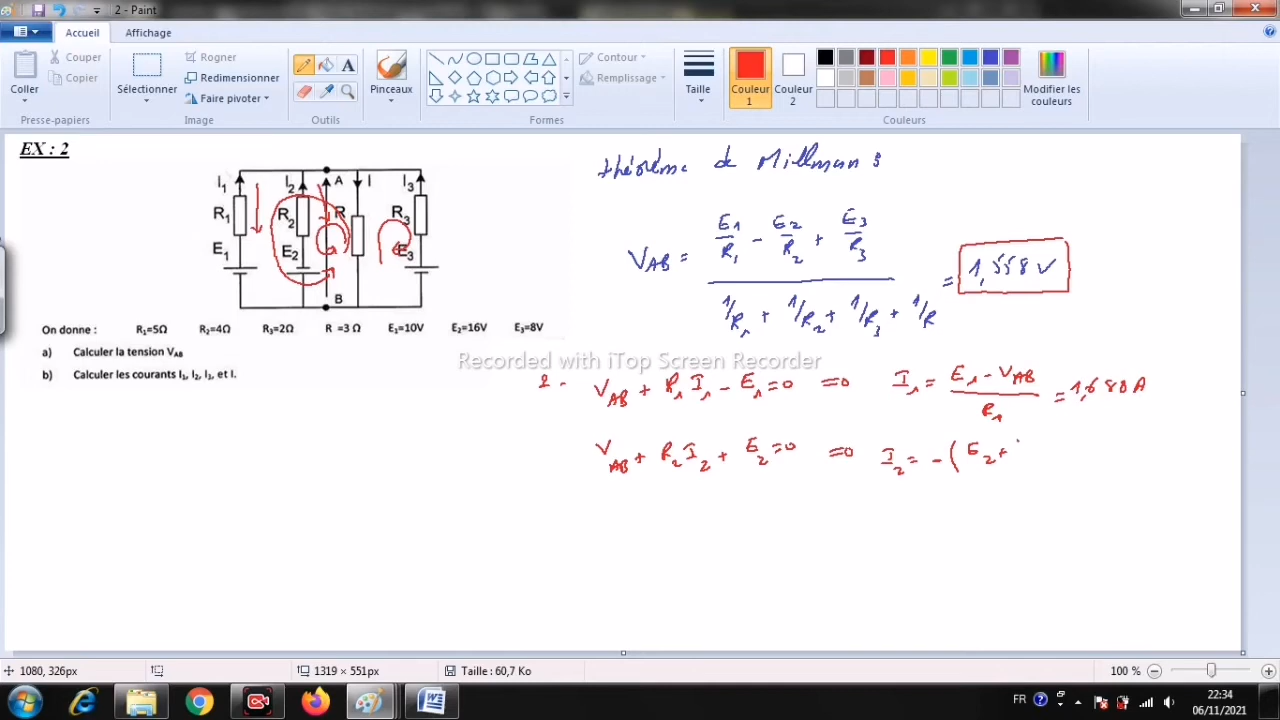 2 - Paint
Accueil
Affichage
Coller
Couper
Copier
Presse-papiers
Sélectionner
Rogner
Redimensionner
Faire pivoter
Image
A
Outils
Pinceaux
Contour
Remplissage
Formes
Taille
Couleur 1
Couleur 2
Modifier les couleurs
Couleurs
EX : 2
I1
I2
A
I
I3
R1
R2
R
R3
E1
E2
E3
B
On donne : R1=5Ω R2=4Ω R3=2Ω R =3 Ω E1=10V E2=16V E3=8V
a) Calculer la tension VAB
b) Calculer les courants I1, I2, I3, et I.
théorème de Millman :
VAB = (E1/R1 - E2/R2 + E3/R3) / (1/R1 + 1/R2 + 1/R3 + 1/R) = 1,558 V
Recorded with iTop Screen Recorder
2 - VAB + R1 I1 - E1 = 0 => I1 = (E1 - VAB) / R1 = 1,688 A
VAB + R2 I2 + E2 = 0 => I2 = - ( E2 +
1080, 326px
1319 × 551px
Taille : 60,7 Ko
100 %
FR
22:34
06/11/2021